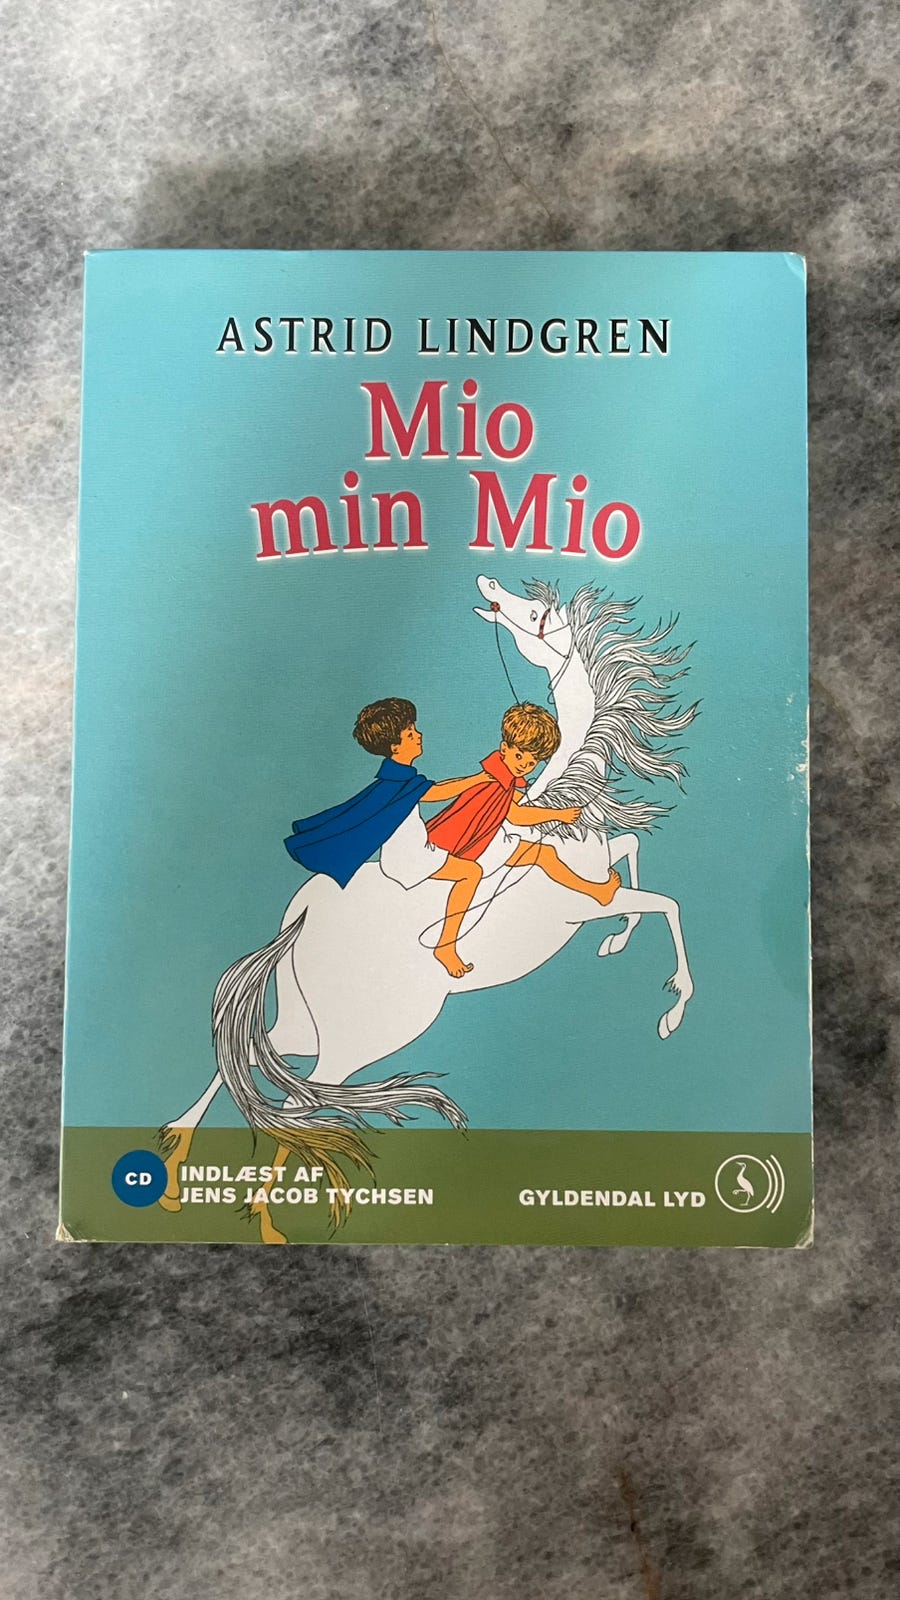 ASTRID LINDGREN
Mio
min Mio
CD
INDLÆST AF
JENS JACOB TYCHSEN
GYLDENDAL LYD